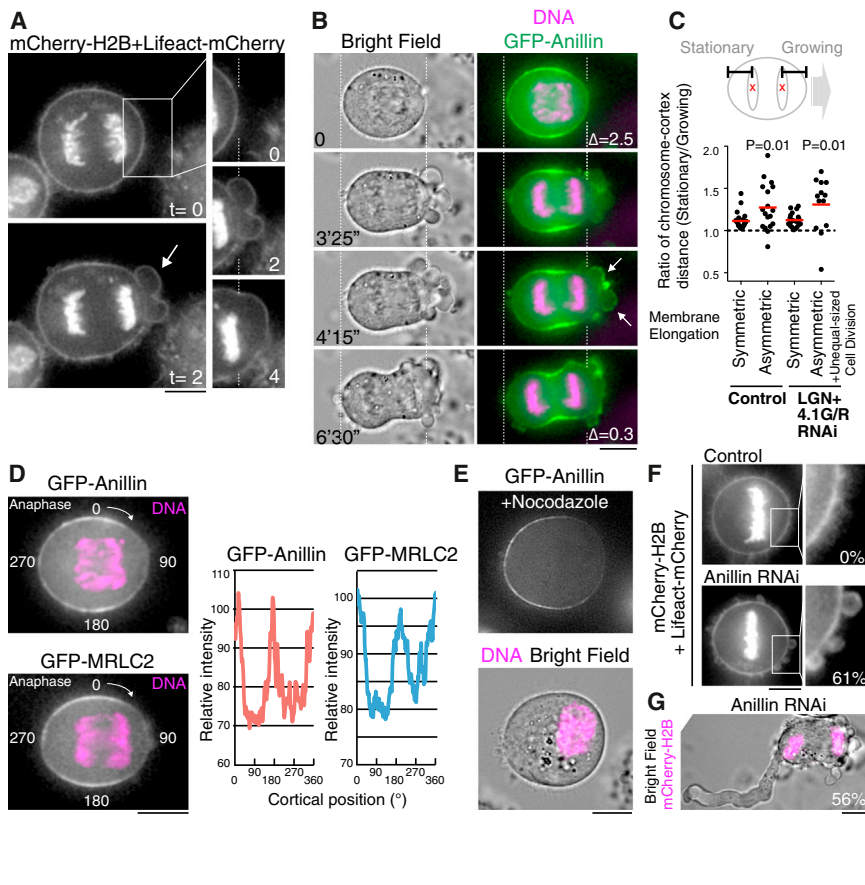 A
mCherry-H2B+Lifeact-mCherry
t= 0
0
2
t= 2
4
B
DNA
Bright Field
GFP-Anillin
0
Δ=2.5
3'25"
4'15"
6'30"
Δ=0.3
C
Stationary
Growing
x
x
P=0.01
P=0.01
Ratio of chromosome-cortex
distance (Stationary/Growing)
2.0
1.5
1.0
0.5
Membrane
Elongation
Symmetric
Asymmetric
Symmetric
Asymmetric
+Unequal-sized
Cell Division
Control
LGN+
4.1G/R
RNAi
D
GFP-Anillin
Anaphase
0
DNA
270
90
180
GFP-MRLC2
Anaphase
0
DNA
270
90
180
GFP-Anillin
Relative intensity
110
100
90
80
70
60
0
90
180
270
360
GFP-MRLC2
Relative intensity
100
90
80
70
0
90
180
270
360
Cortical position (°)
E
GFP-Anillin
+Nocodazole
DNA Bright Field
F
mCherry-H2B
+ Lifeact-mCherry
Control
0%
Anillin RNAi
61%
G
Anillin RNAi
Bright Field
mCherry-H2B
56%